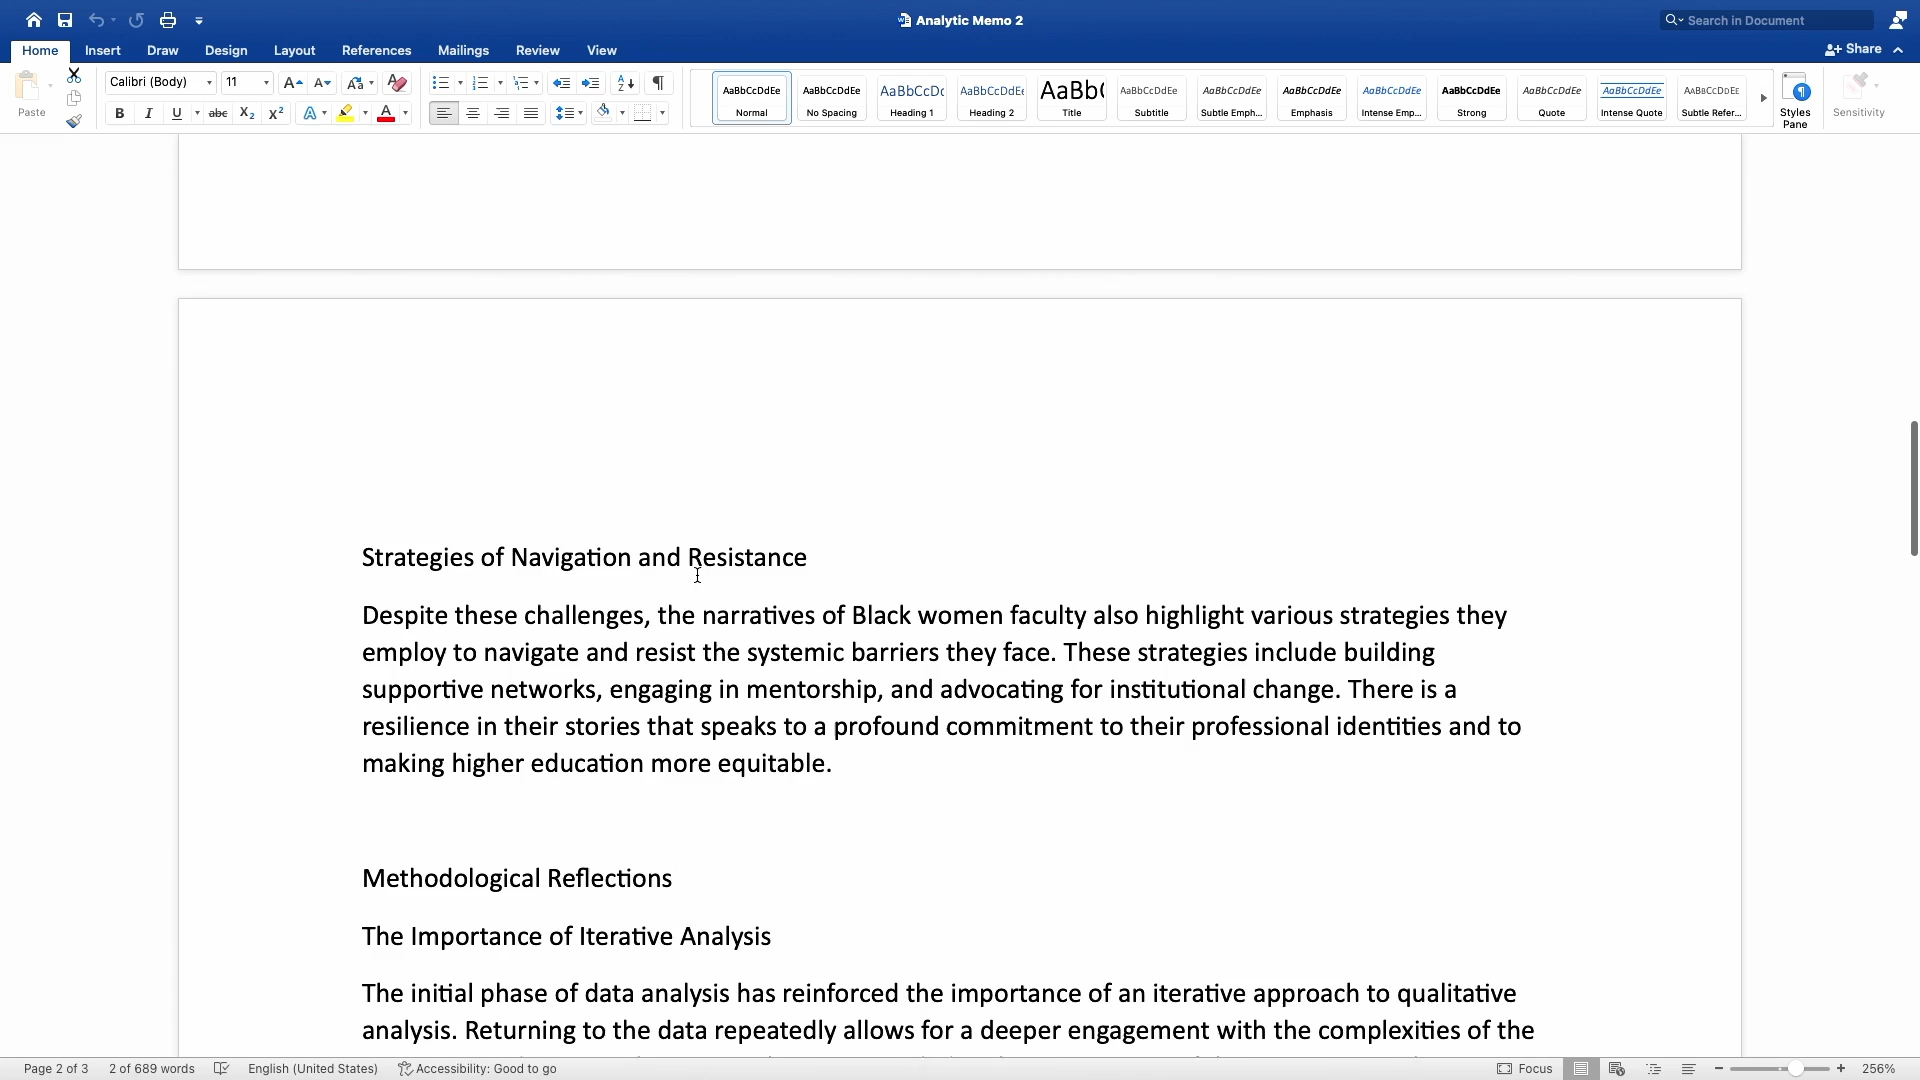 Analytic Memo 2
Search in Document
Home Insert Draw Design Layout References Mailings Review View
Share
Paste
Calibri (Body) 11
AaBbCcDdEe Normal
AaBbCcDdEe No Spacing
AaBbCcDc Heading 1
AaBbCcDdEe Heading 2
AaBb( Title
AaBbCcDdEe Subtitle
AaBbCcDdEe Subtle Emph...
AaBbCcDdEe Emphasis
AaBbCcDdEe Intense Emp...
AaBbCcDdEe Strong
AaBbCcDdEe Quote
AaBbCcDdEe Intense Quote
AaBbCcDdEe Subtle Refer...
Styles
Pane
Sensitivity
Strategies of Navigation and Resistance
Despite these challenges, the narratives of Black women faculty also highlight various strategies they
employ to navigate and resist the systemic barriers they face. These strategies include building
supportive networks, engaging in mentorship, and advocating for institutional change. There is a
resilience in their stories that speaks to a profound commitment to their professional identities and to
making higher education more equitable.
Methodological Reflections
The Importance of Iterative Analysis
The initial phase of data analysis has reinforced the importance of an iterative approach to qualitative
analysis. Returning to the data repeatedly allows for a deeper engagement with the complexities of the
Page 2 of 3 2 of 689 words English (United States) Accessibility: Good to go Focus 256%